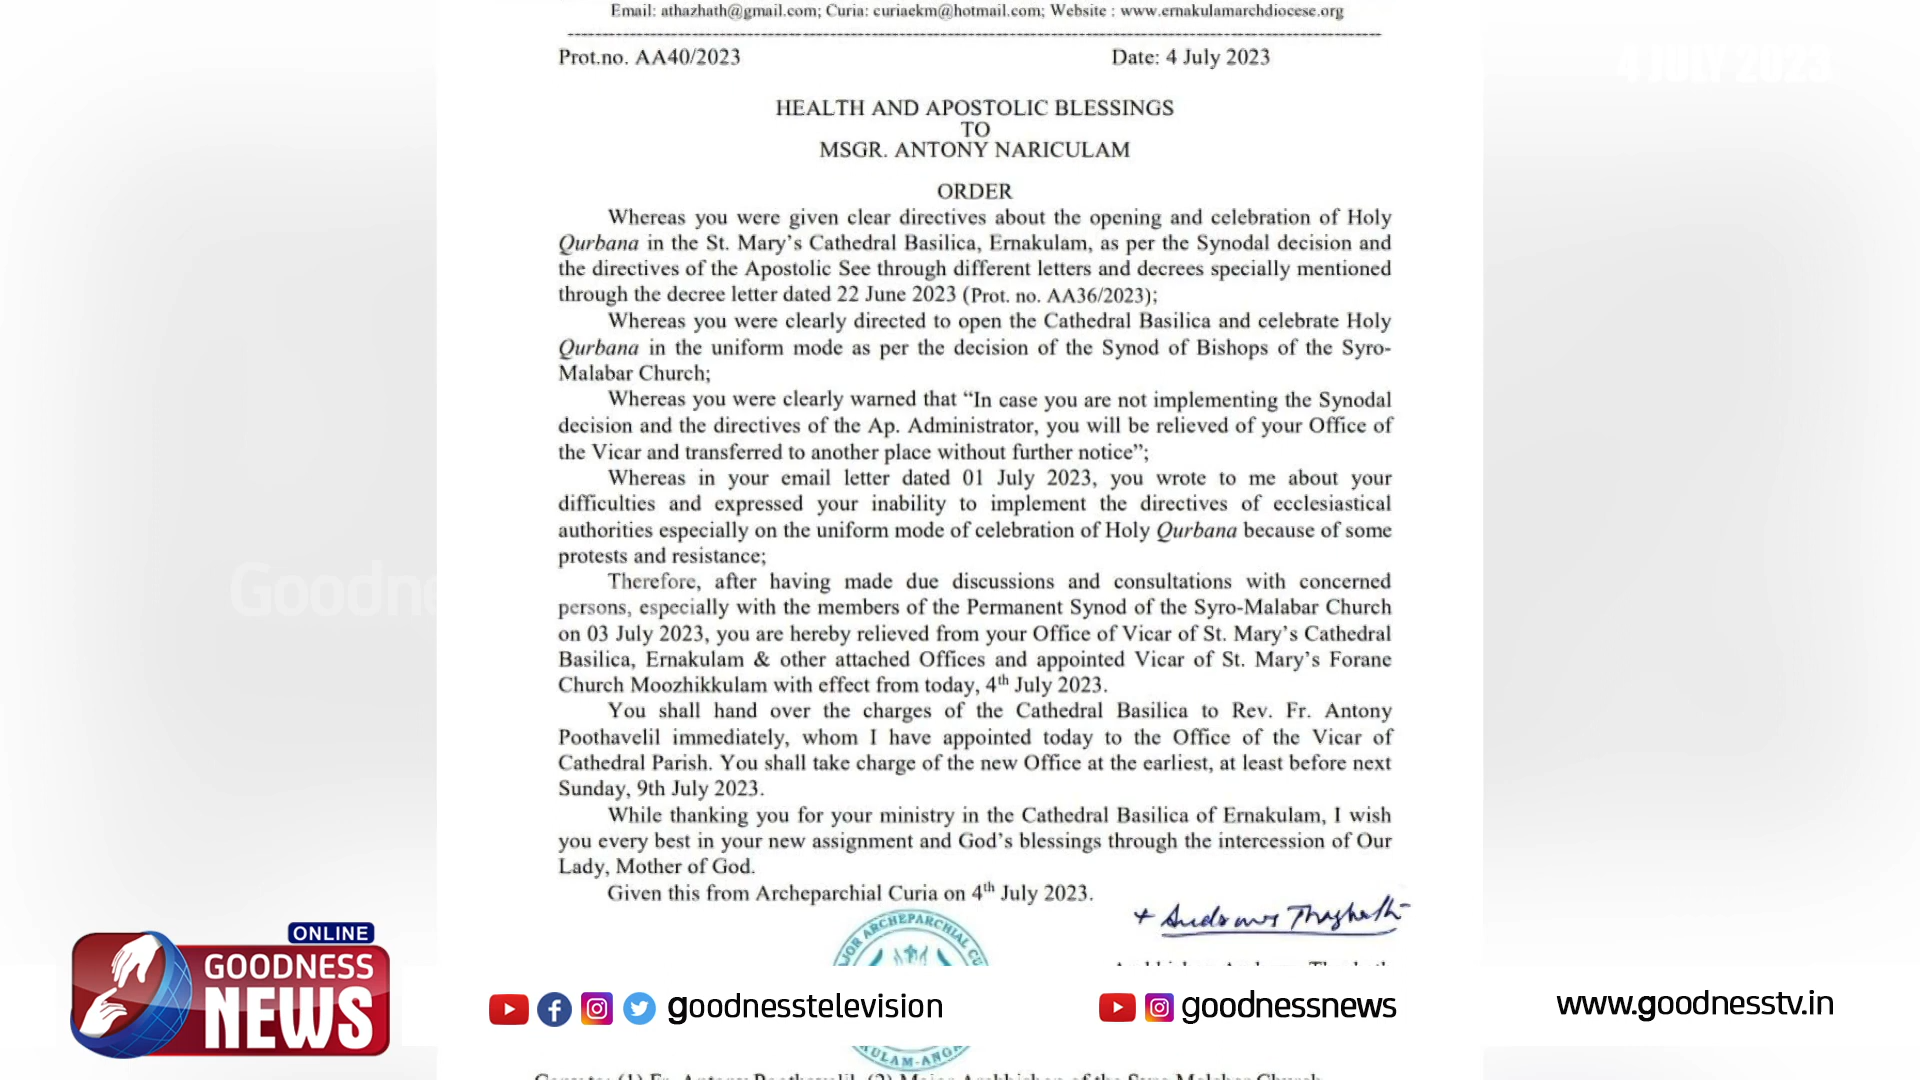 Email: athazhath@gmail.com; Curia: curiaekm@hotmail.com; Website : www.ernakulamarchdiocese.org
Prot.no. AA40/2023 Date: 4 July 2023
4 JULY 2023
HEALTH AND APOSTOLIC BLESSINGS
TO
MSGR. ANTONY NARICULAM
ORDER
Whereas you were given clear directives about the opening and celebration of Holy
Qurbana in the St. Mary's Cathedral Basilica, Ernakulam, as per the Synodal decision and
the directives of the Apostolic See through different letters and decrees specially mentioned
through the decree letter dated 22 June 2023 (Prot. no. AA36/2023);
Whereas you were clearly directed to open the Cathedral Basilica and celebrate Holy
Qurbana in the uniform mode as per the decision of the Synod of Bishops of the Syro-
Malabar Church;
Whereas you were clearly warned that “In case you are not implementing the Synodal
decision and the directives of the Ap. Administrator, you will be relieved of your Office of
the Vicar and transferred to another place without further notice”;
Whereas in your email letter dated 01 July 2023, you wrote to me about your
difficulties and expressed your inability to implement the directives of ecclesiastical
authorities especially on the uniform mode of celebration of Holy Qurbana because of some
protests and resistance;
Therefore, after having made due discussions and consultations with concerned
persons, especially with the members of the Permanent Synod of the Syro-Malabar Church
on 03 July 2023, you are hereby relieved from your Office of Vicar of St. Mary's Cathedral
Basilica, Ernakulam & other attached Offices and appointed Vicar of St. Mary's Forane
Church Moozhikkulam with effect from today, 4th July 2023.
You shall hand over the charges of the Cathedral Basilica to Rev. Fr. Antony
Poothavelil immediately, whom I have appointed today to the Office of the Vicar of
Cathedral Parish. You shall take charge of the new Office at the earliest, at least before next
Sunday, 9th July 2023.
While thanking you for your ministry in the Cathedral Basilica of Ernakulam, I wish
you every best in your new assignment and God's blessings through the intercession of Our
Lady, Mother of God.
Given this from Archeparchial Curia on 4th July 2023.
Goodne
JOR ARCHEPARCHIAL CU
ONLINE
GOODNESS
NEWS
goodnesstelevision
goodnessnews
www.goodnesstv.in
KULAM-ANGA